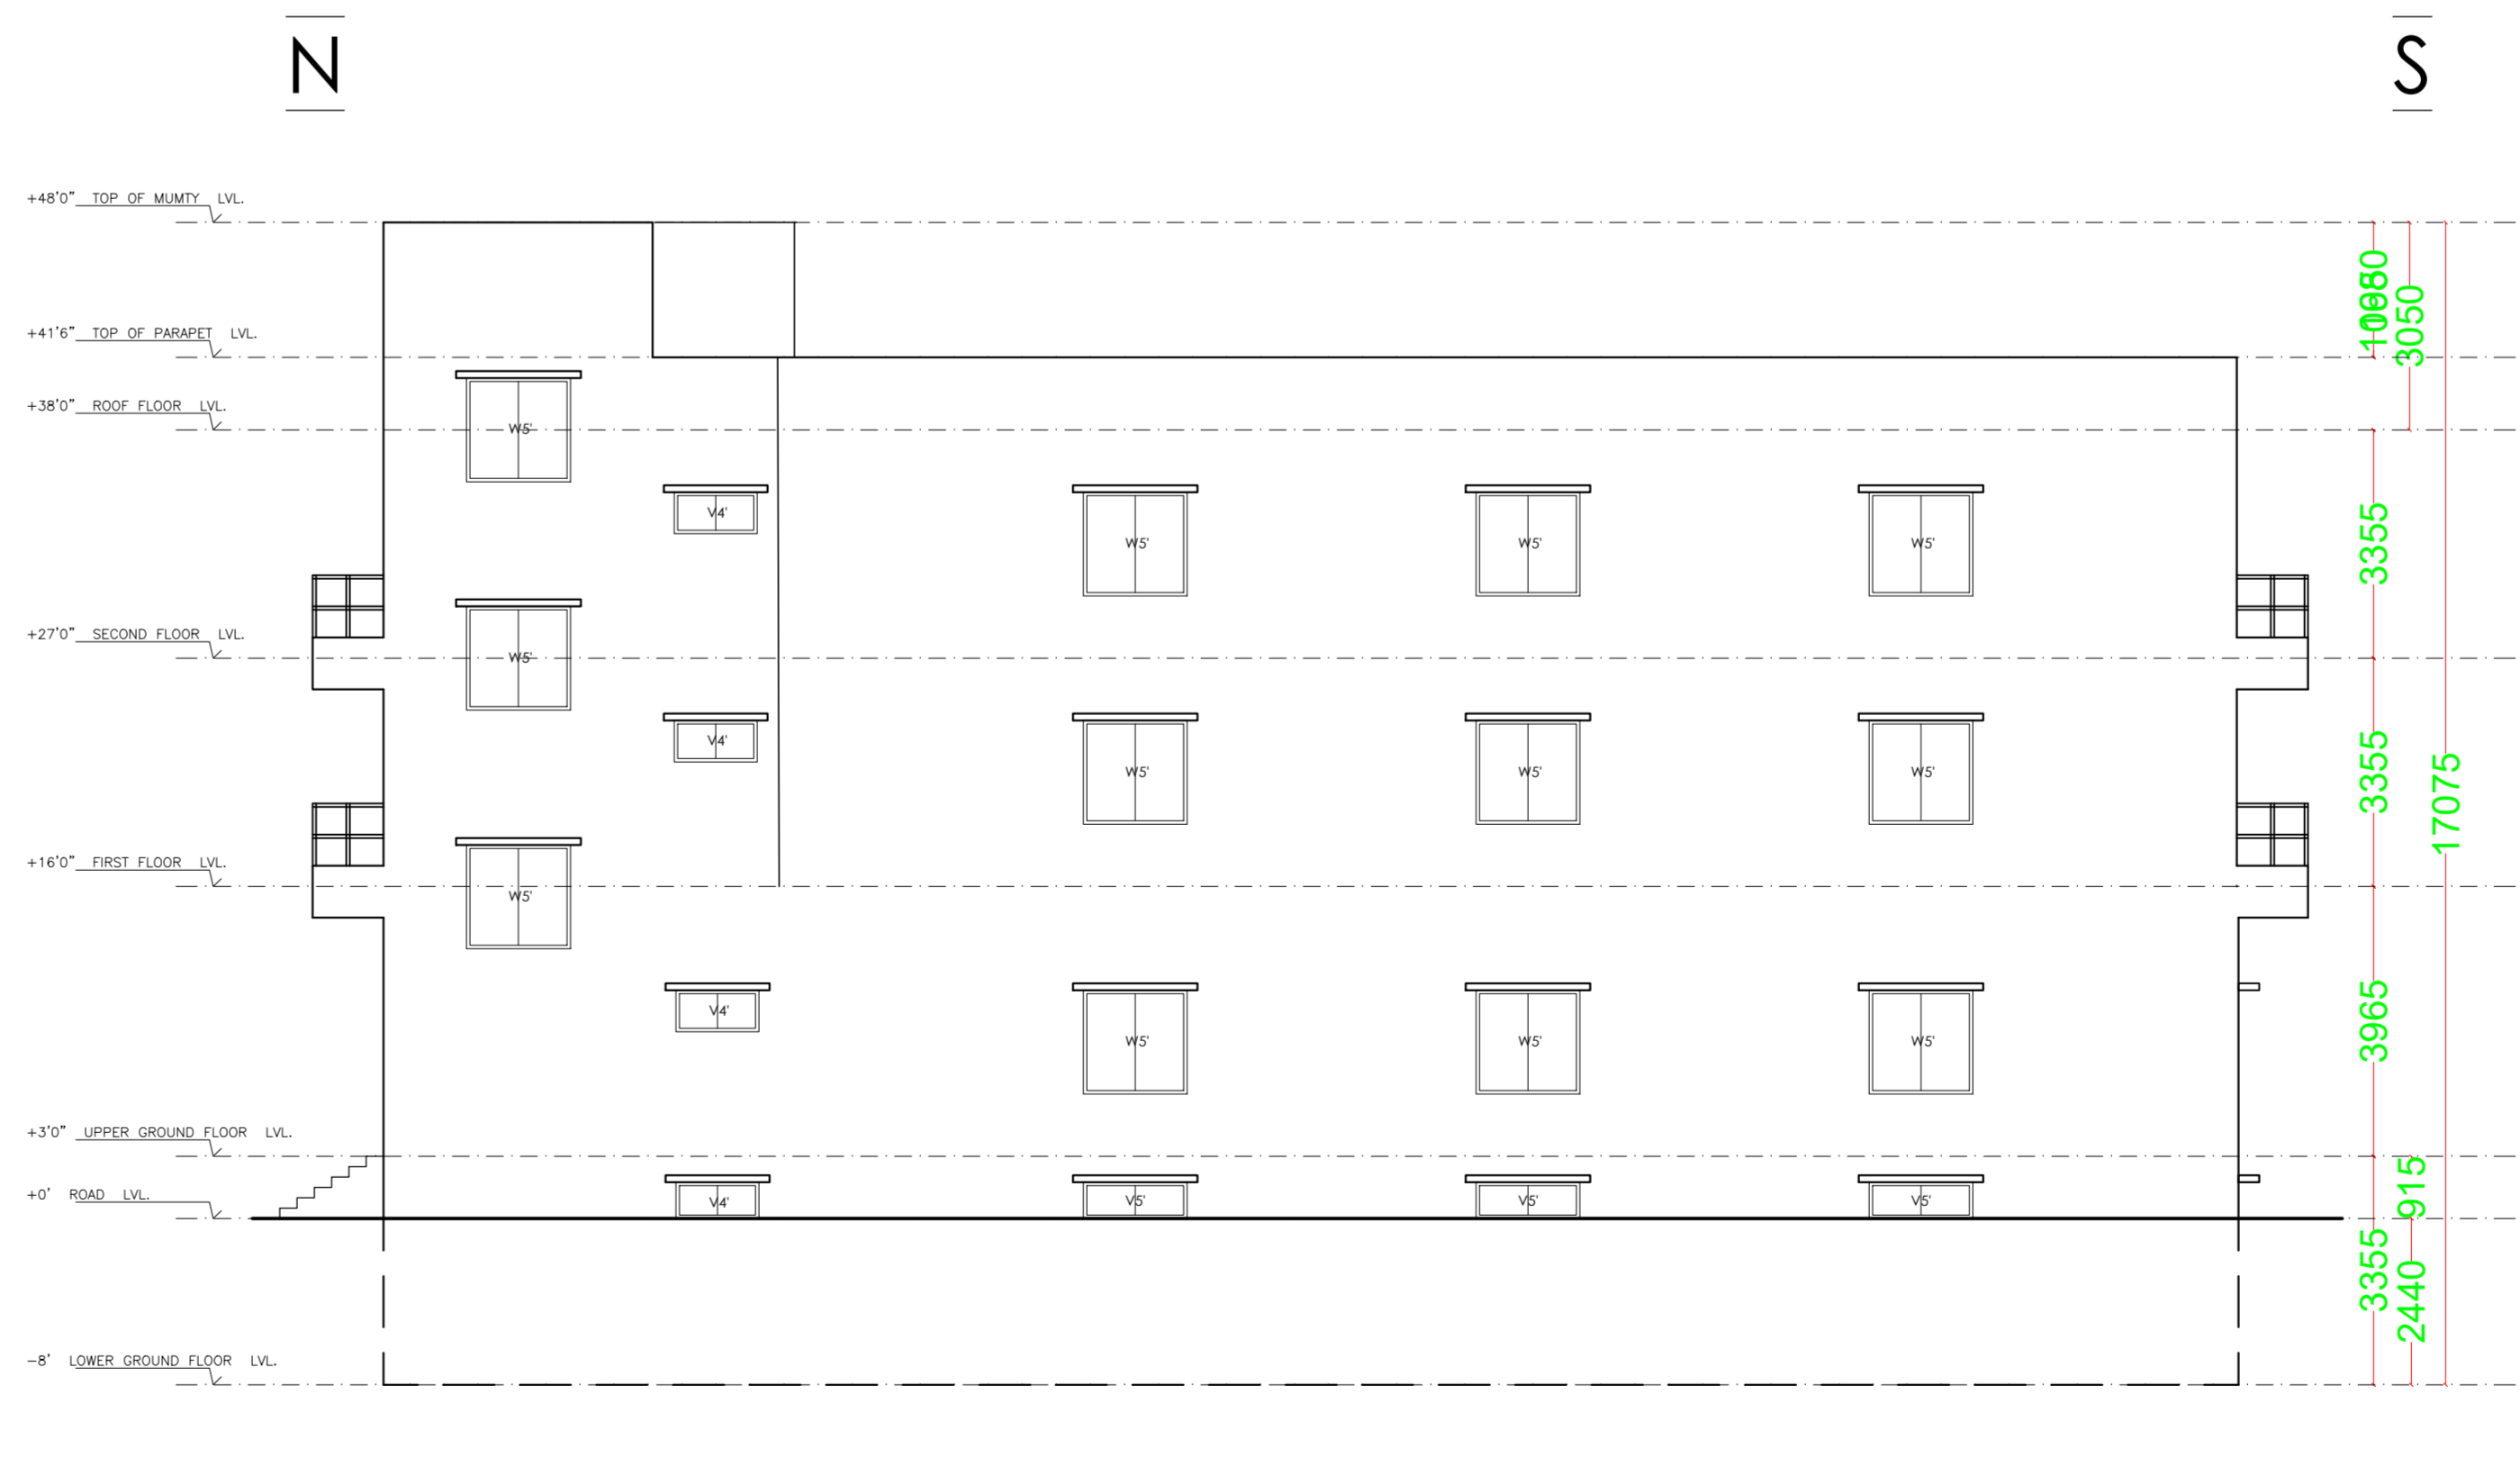 N
S
+48'0" TOP OF MUMTY LVL.
+41'6" TOP OF PARAPET LVL.
3050
+38'0" ROOF FLOOR LVL.
W5'
V4'
W5'
W5'
W5'
3355
+27'0" SECOND FLOOR LVL.
W5'
V4'
W5'
W5'
W5'
3355
17075
+16'0" FIRST FLOOR LVL.
W5'
V4'
W5'
W5'
W5'
3965
+3'0" UPPER GROUND FLOOR LVL.
+0' ROAD LVL.
V4'
V5'
V5'
V5'
915
3355
2440
-8' LOWER GROUND FLOOR LVL.